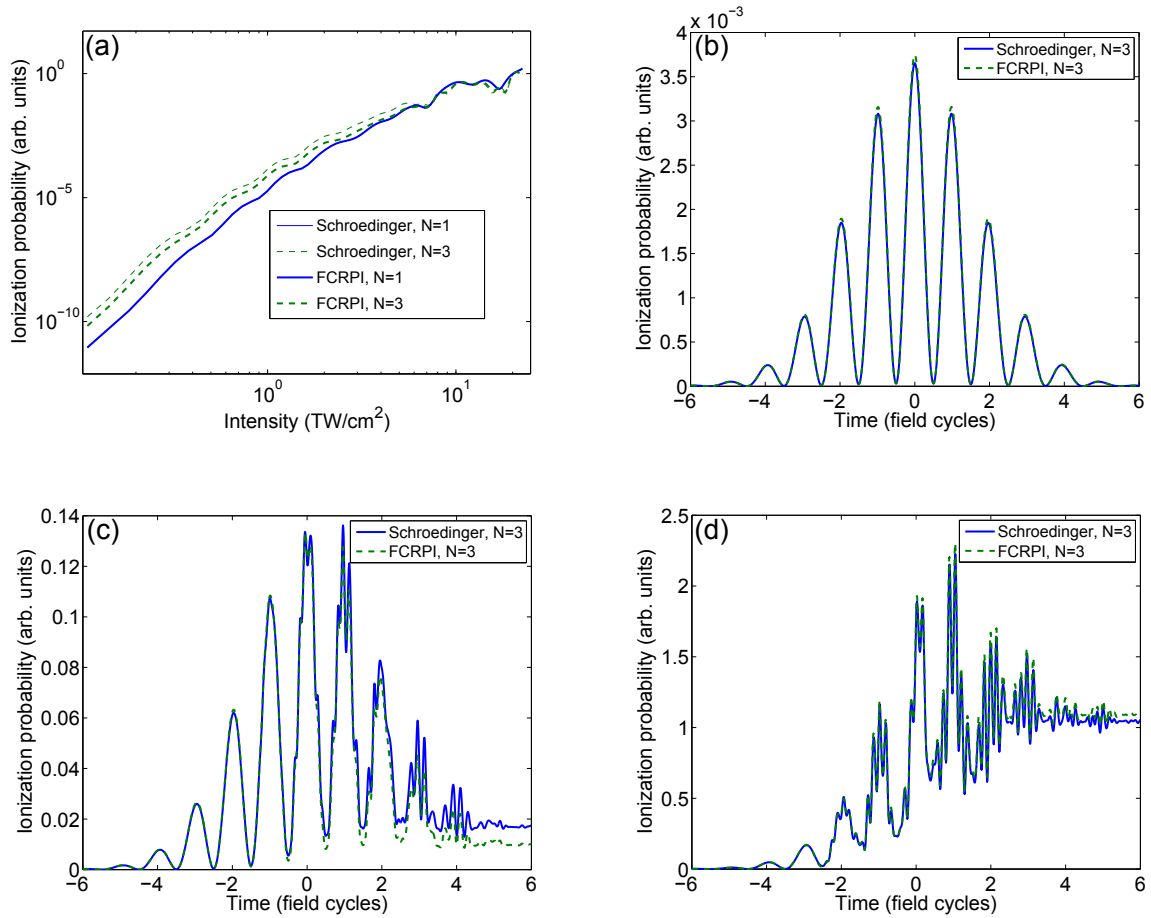 (a)
Ionization probability (arb. units)
10^0
10^−5
10^−10
Schroedinger, N=1
Schroedinger, N=3
FCRPI, N=1
FCRPI, N=3
10^0
10^1
Intensity (TW/cm^2)
(b)
x 10^−3
Ionization probability (arb. units)
4
3.5
3
2.5
2
1.5
1
0.5
0
Schroedinger, N=3
FCRPI, N=3
−6 −4 −2 0 2 4 6
Time (field cycles)
(c)
Ionization probability (arb. units)
0.14
0.12
0.1
0.08
0.06
0.04
0.02
0
Schroedinger, N=3
FCRPI, N=3
−6 −4 −2 0 2 4 6
Time (field cycles)
(d)
Ionization probability (arb. units)
2.5
2
1.5
1
0.5
0
Schroedinger, N=3
FCRPI, N=3
−6 −4 −2 0 2 4 6
Time (field cycles)